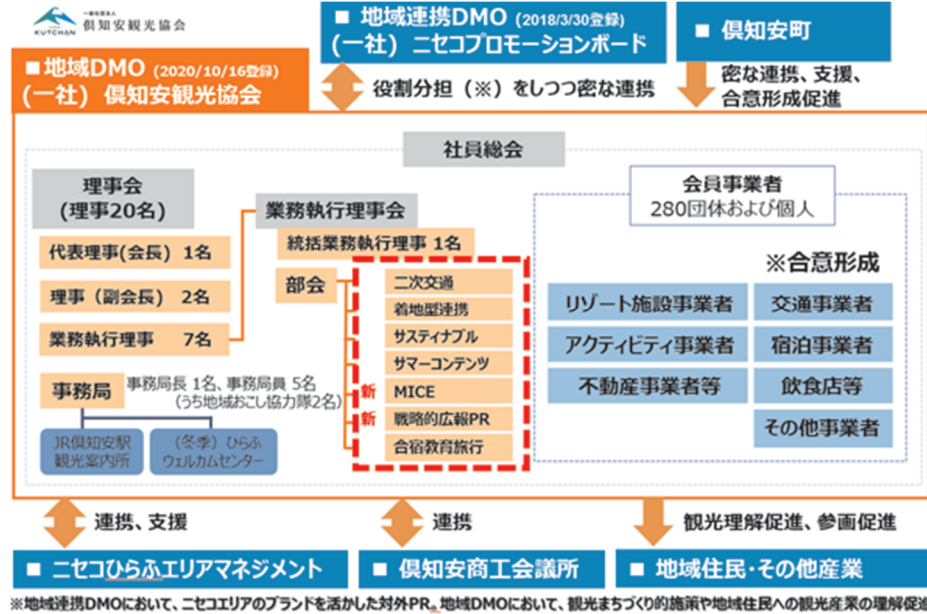 一般社団法人
倶知安観光協会
KUTCHAN
■ 地域連携DMO (2018/3/30登録)
(一社) ニセコプロモーションボード
■ 倶知安町
■地域DMO (2020/10/16登録)
(一社) 倶知安観光協会
役割分担（※）をしつつ密な連携
密な連携、支援、
合意形成促進
社員総会
理事会
(理事20名)
代表理事(会長) 1名
理事（副会長） 2名
業務執行理事 7名
業務執行理事会
統括業務執行理事 1名
部会
二次交通
着地型連携
サスティナブル
サマーコンテンツ
新 MICE
新 戦略的広報PR
合宿教育旅行
事務局
事務局長 1名、事務局員 5名
(うち地域おこし協力隊2名)
JR倶知安駅
観光案内所
（冬季）ひらふ
ウェルカムセンター
会員事業者
280団体および個人
※合意形成
リゾート施設事業者
交通事業者
アクティビティ事業者
宿泊事業者
不動産事業者等
飲食店等
その他事業者
連携、支援
連携
観光理解促進、参画促進
■ ニセコひらふエリアマネジメント
■ 倶知安商工会議所
■ 地域住民・その他産業
※地域連携DMOにおいて、ニセコエリアのブランドを活かした対外PR。地域DMOにおいて、観光まちづくり的施策や地域住民への観光産業の理解促進